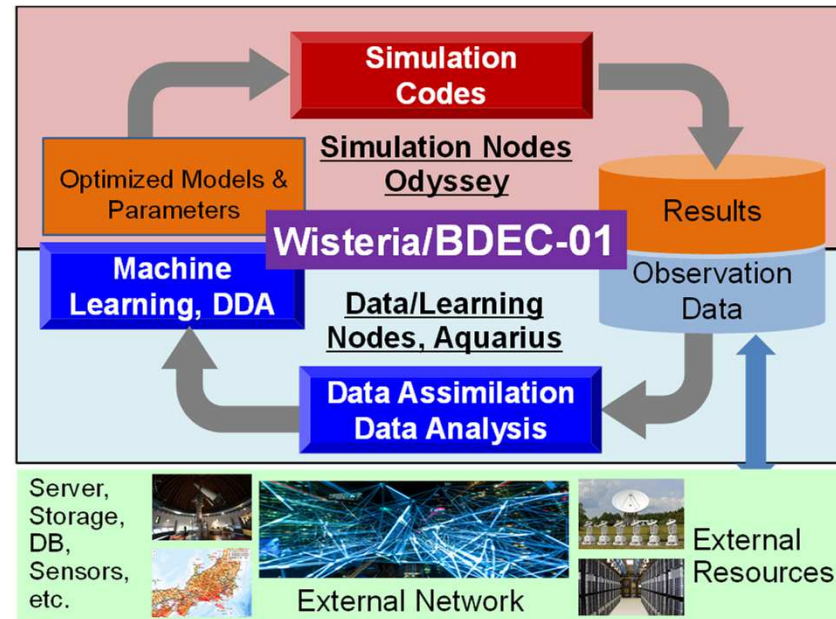 Simulation
Codes
Simulation Nodes
Odyssey
Optimized Models &
Parameters
Results
Wisteria/BDEC-01
Machine
Learning, DDA
Observation
Data
Data/Learning
Nodes, Aquarius
Data Assimilation
Data Analysis
Server,
Storage,
DB,
Sensors,
etc.
External Network
External
Resources